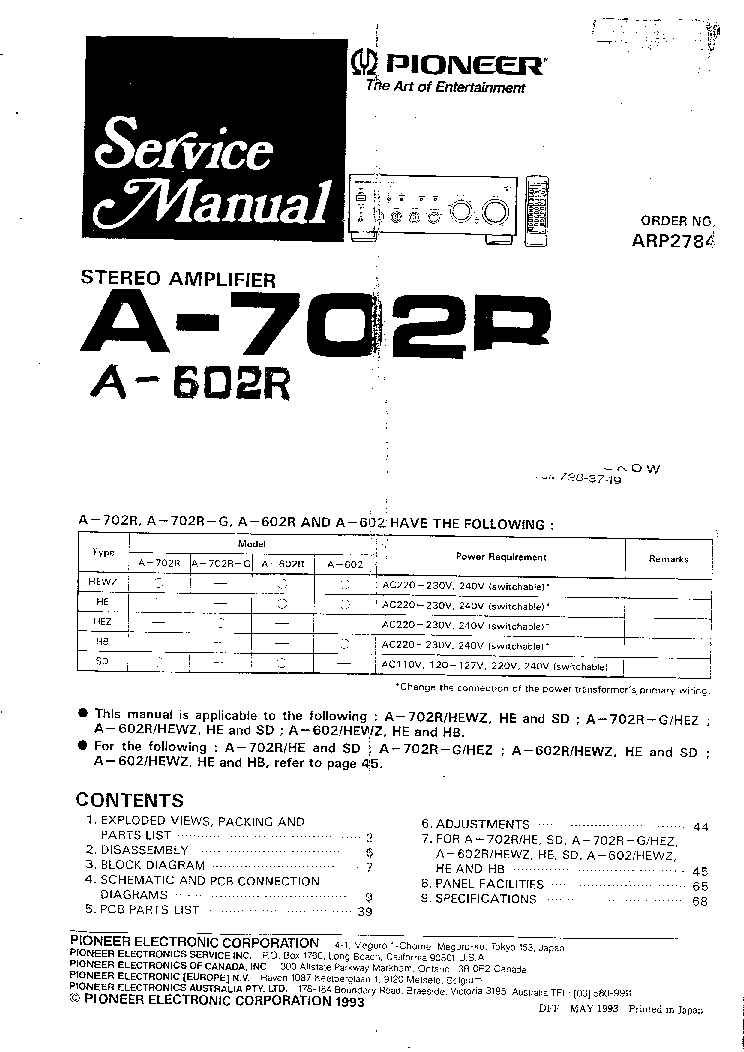 PIONEER
The Art of Entertainment
Service
Manual
ORDER NO.
ARP2784
STEREO AMPLIFIER
A-702R
A-602R
OW
A-702R, A-702R-G, A-602R AND A-602 HAVE THE FOLLOWING :
Type Model Power Requirement Remarks
A-702R A-702R-G A-602R A-602
HEWZ ○ — ○ ○ AC220-230V, 240V (switchable)*
HE ○ — ○ ○ AC220-230V, 240V (switchable)*
HEZ — ○ — — AC220-230V, 240V (switchable)*
HB — — — ○ AC220-230V, 240V (switchable)*
SD ○ — ○ — AC110V, 120-127V, 220V, 240V (switchable)
*Change the connection of the power transformer's primary wiring.
● This manual is applicable to the following : A-702R/HEWZ, HE and SD ; A-702R-G/HEZ ;
A-602R/HEWZ, HE and SD ; A-602/HEWZ, HE and HB.
● For the following : A-702R/HE and SD ; A-702R-G/HEZ ; A-602R/HEWZ, HE and SD ;
A-602/HEWZ, HE and HB, refer to page 45.
CONTENTS
1. EXPLODED VIEWS, PACKING AND
PARTS LIST 2
2. DISASSEMBLY 6
3. BLOCK DIAGRAM 7
4. SCHEMATIC AND PCB CONNECTION
DIAGRAMS 9
5. PCB PARTS LIST 39
6. ADJUSTMENTS 44
7. FOR A-702R/HE, SD, A-702R-G/HEZ,
A-602R/HEWZ, HE, SD, A-602/HEWZ,
HE AND HB 45
8. PANEL FACILITIES 65
9. SPECIFICATIONS 68
PIONEER ELECTRONIC CORPORATION 4-1, Meguro 1-Chome, Meguro-ku, Tokyo 153, Japan
PIONEER ELECTRONICS SERVICE INC. P.O. Box 1760, Long Beach, California 90801 U.S.A.
PIONEER ELECTRONICS OF CANADA, INC. 300 Allstate Parkway Markham, Ontario 0P2 Canada
PIONEER ELECTRONIC [EUROPE] N.V. Haven 1087 Keetberglaan 1, 9120 Melsele, Belgium
PIONEER ELECTRONICS AUSTRALIA PTY. LTD. 178-184 Boundary Road, Braeside, Victoria 3195, Australia TEL: [03] 580-9911
© PIONEER ELECTRONIC CORPORATION 1993
DFF MAY 1993 Printed in Japan